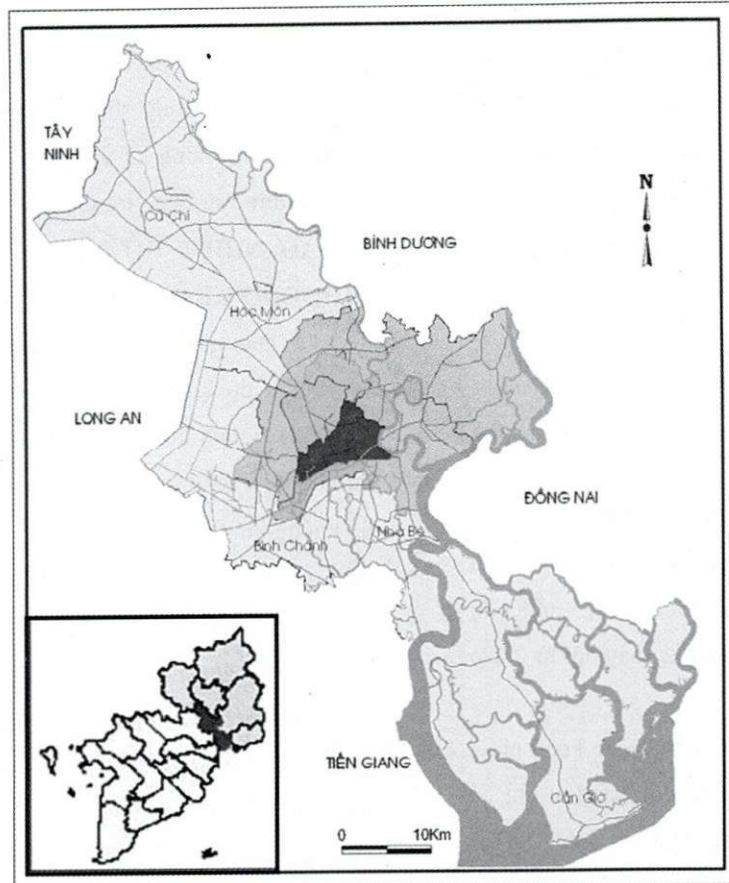 TÂY
NINH
Củ Chi
N
BÌNH DƯƠNG
Hóc Môn
LONG AN
ĐỒNG NAI
Nhà Bè
Bình Chánh
TIỀN GIANG
Cần Giờ
0 10Km